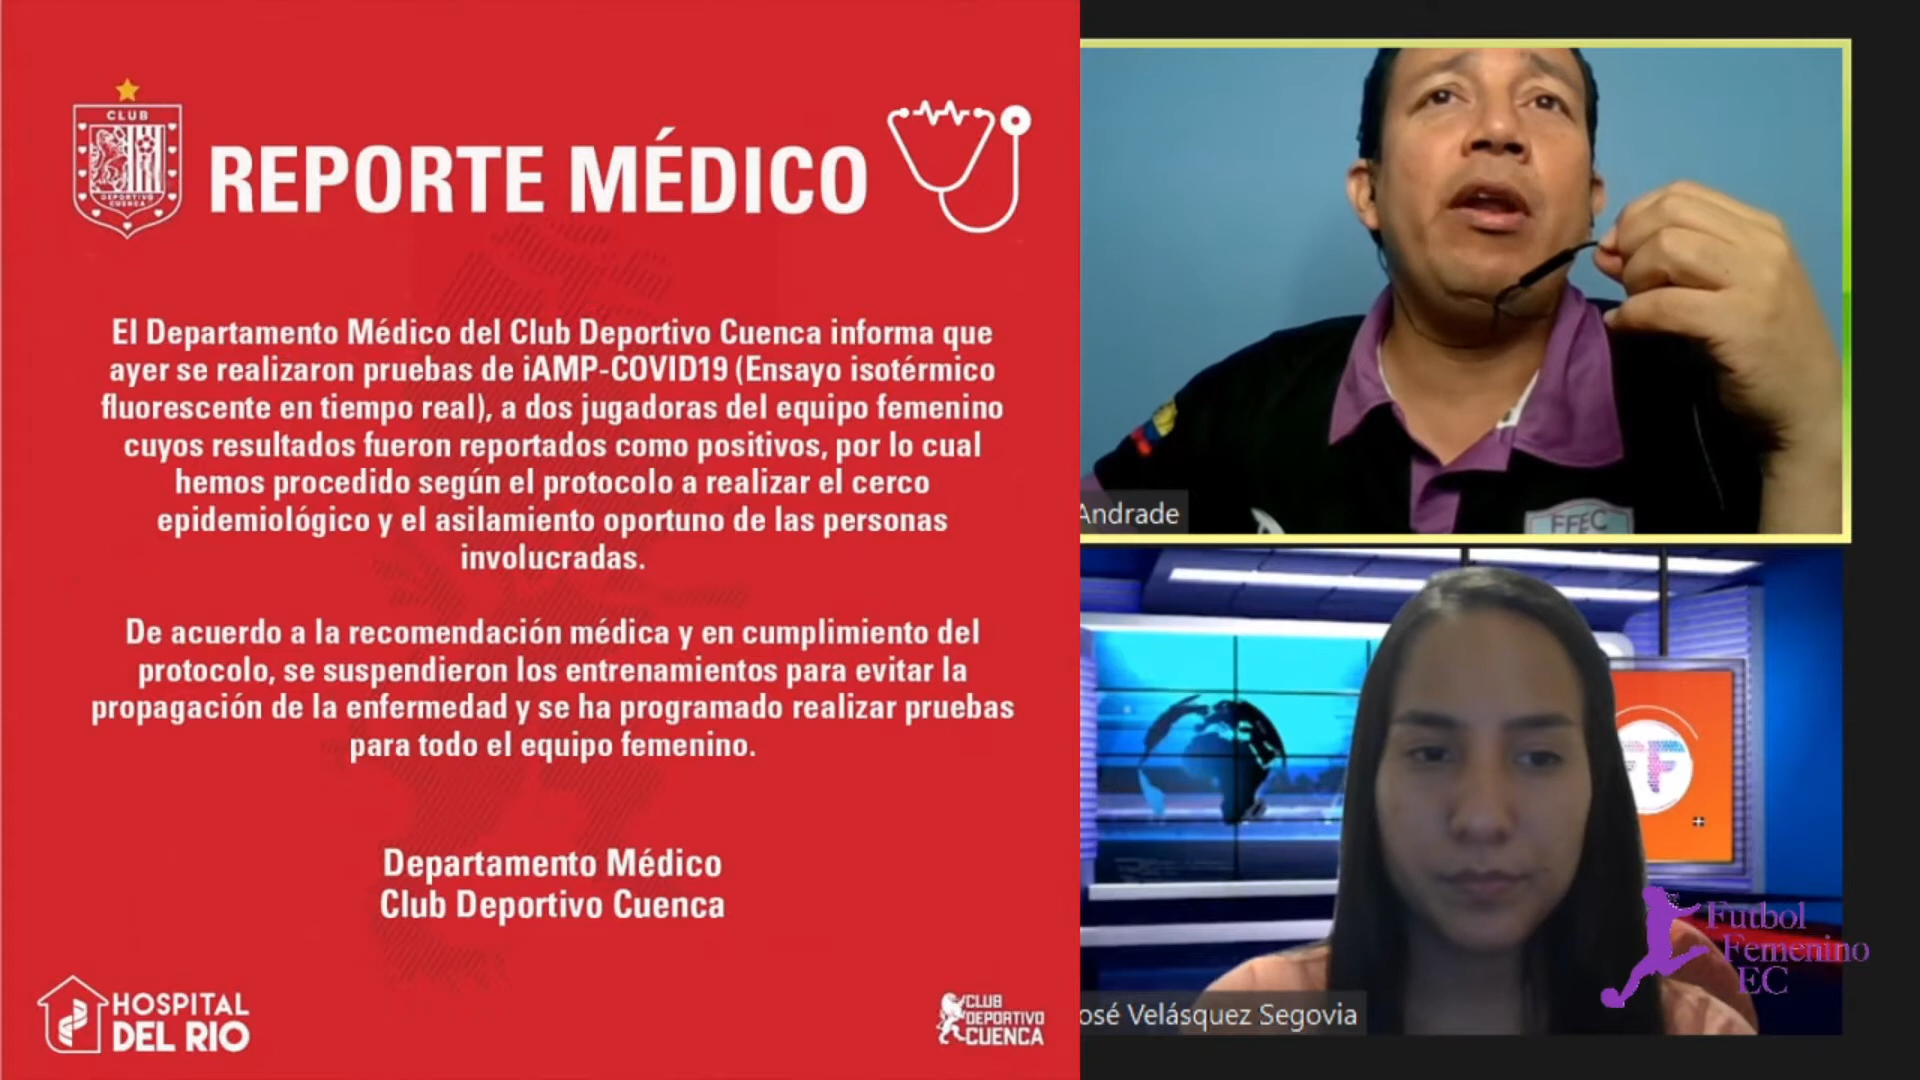 CLUB
DEPORTIVO
CUENCA
REPORTE MÉDICO
El Departamento Médico del Club Deportivo Cuenca informa que
ayer se realizaron pruebas de iAMP-COVID19 (Ensayo isotérmico
fluorescente en tiempo real), a dos jugadoras del equipo femenino
cuyos resultados fueron reportados como positivos, por lo cual
hemos procedido según el protocolo a realizar el cerco
epidemiológico y el asilamiento oportuno de las personas
involucradas.
De acuerdo a la recomendación médica y en cumplimiento del
protocolo, se suspendieron los entrenamientos para evitar la
propagación de la enfermedad y se ha programado realizar pruebas
para todo el equipo femenino.
Departamento Médico
Club Deportivo Cuenca
HOSPITAL
DEL RIO
CLUB
DEPORTIVO
CUENCA
Andrade
FFEC
osé Velásquez Segovia
Futbol
Femenino
EC